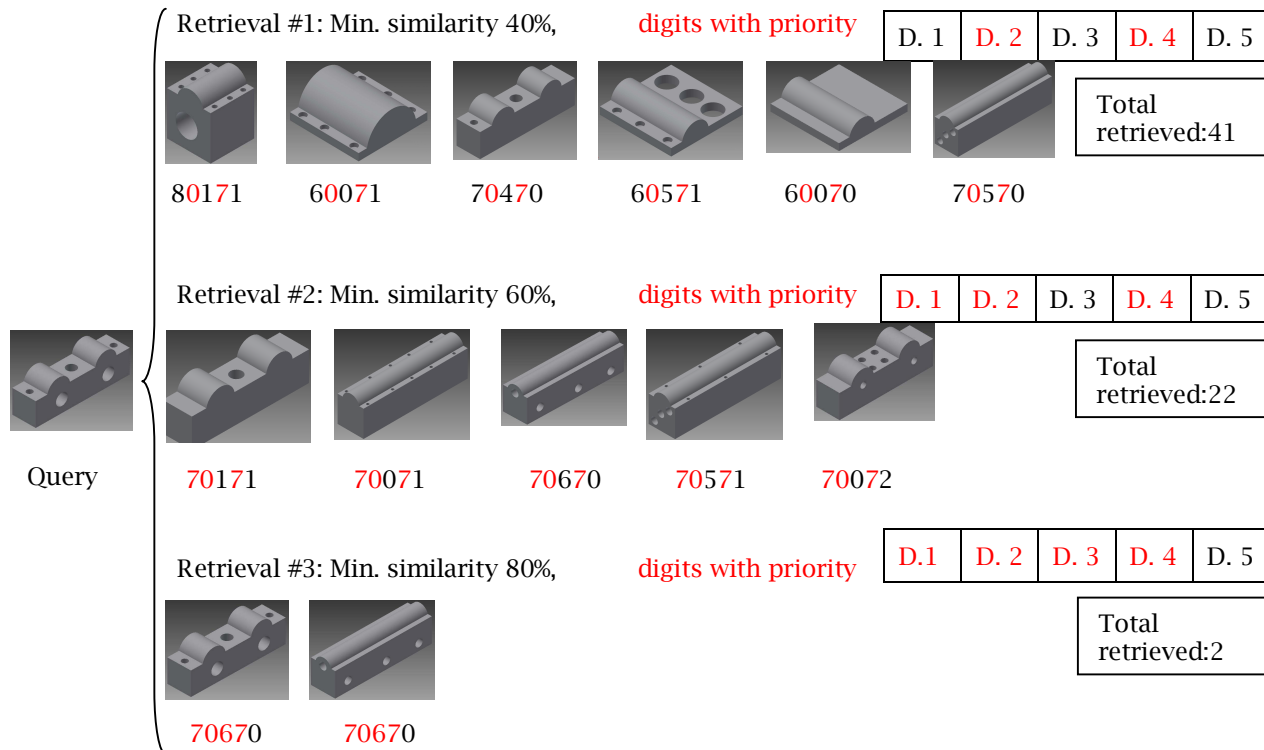 Retrieval #1: Min. similarity 40%, digits with priority
D. 1 D. 2 D. 3 D. 4 D. 5
Total
retrieved:41
80171 60071 70470 60571 60070 70570
Retrieval #2: Min. similarity 60%, digits with priority
D. 1 D. 2 D. 3 D. 4 D. 5
Total
retrieved:22
Query
70171 70071 70670 70571 70072
Retrieval #3: Min. similarity 80%, digits with priority
D.1 D. 2 D. 3 D. 4 D. 5
Total
retrieved:2
70670 70670